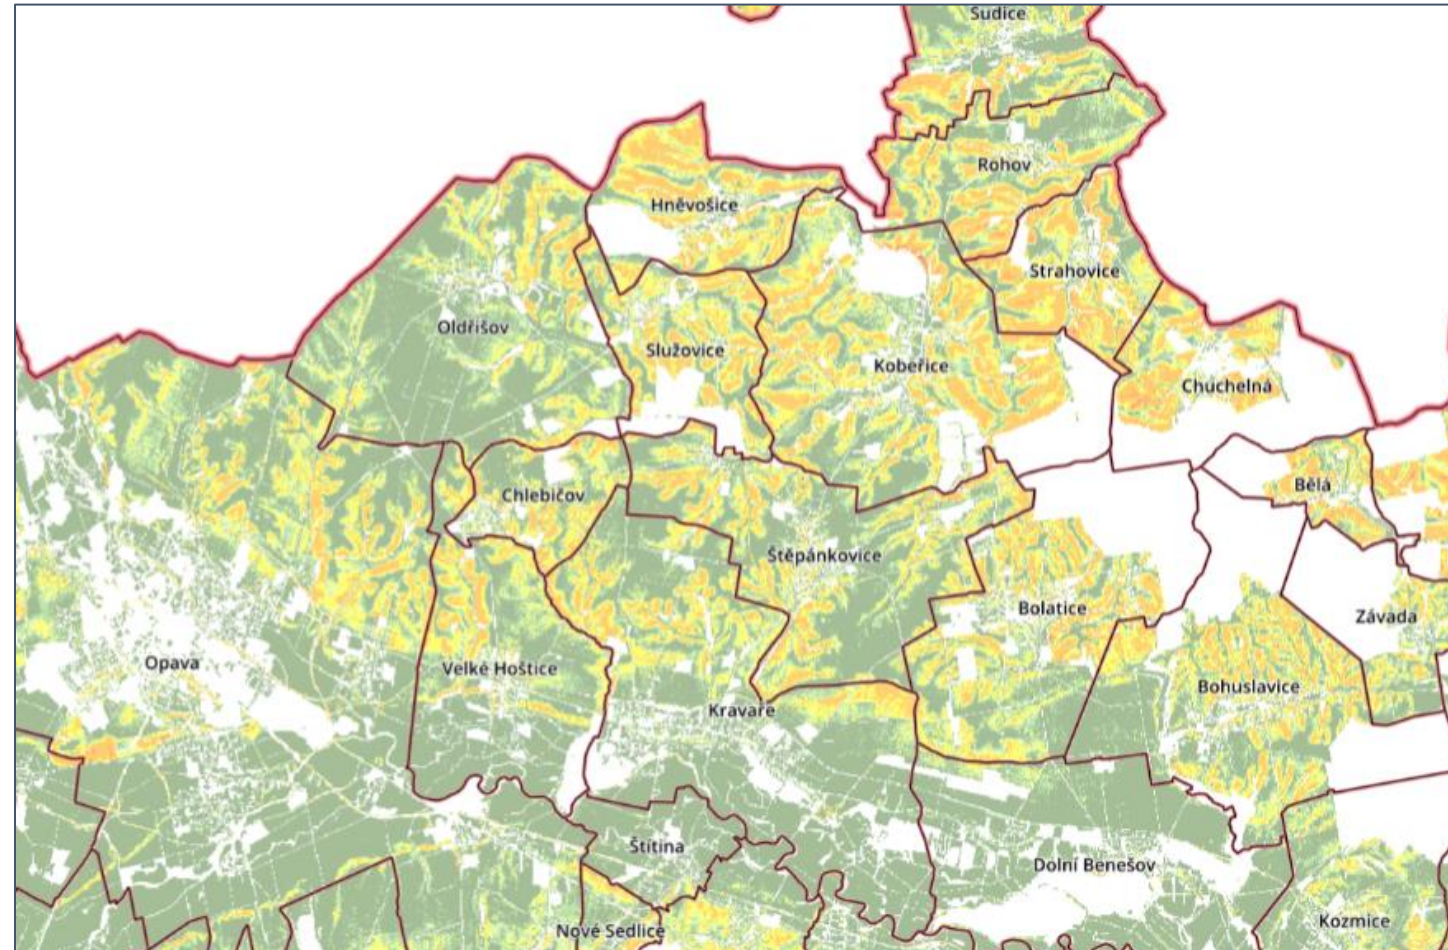 Sudice
Rohov
Hněvošice
Strahovice
Oldřišov
Služovice
Kobeřice
Chuchelná
Bělá
Chlebičov
Štěpánkovice
Bolatice
Závada
Opava
Velké Hoštice
Bohuslavice
Kravaře
Štítina
Dolní Benešov
Nové Sedlice
Kozmice